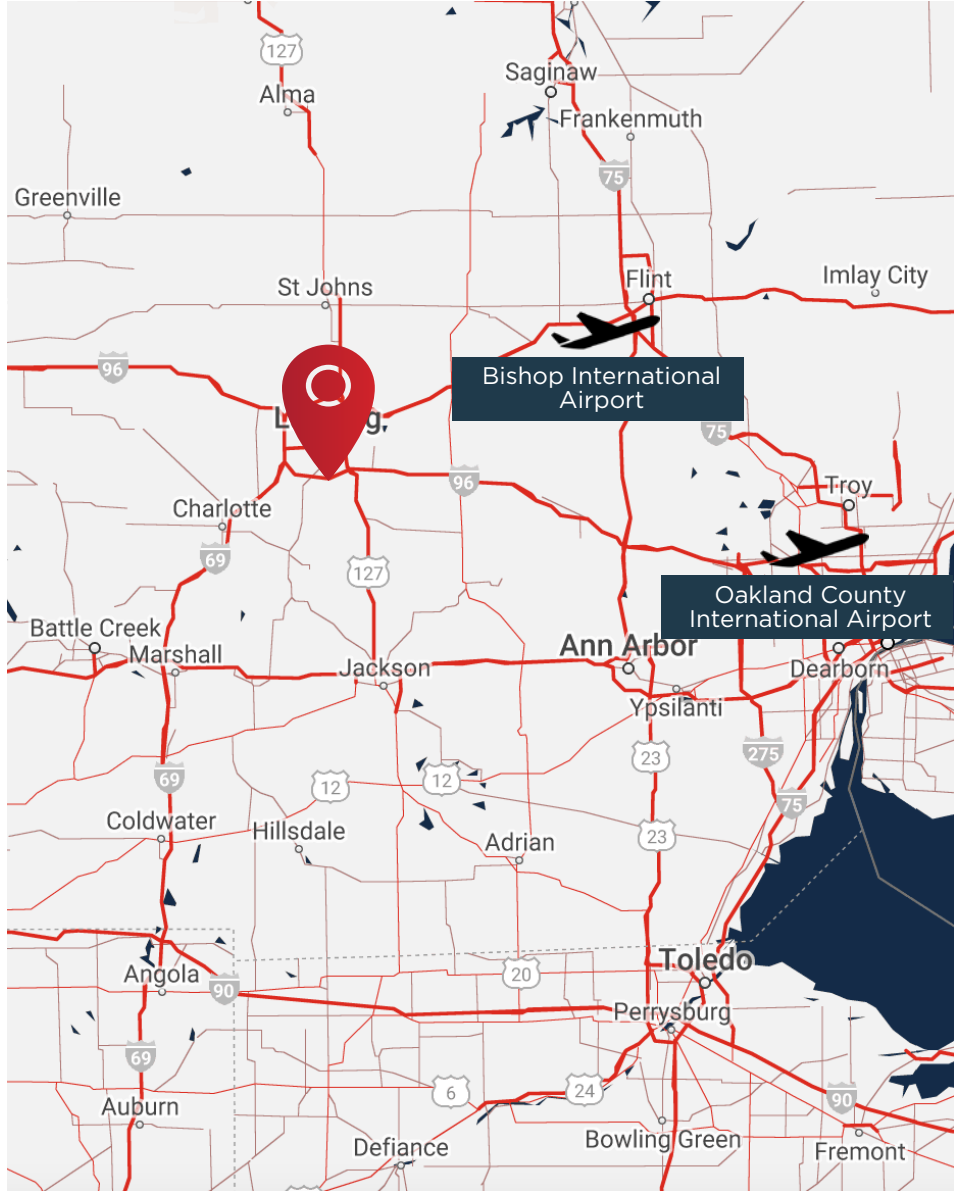 127
Saginaw
Alma
Frankenmuth
75
Greenville
Flint
Imlay City
St Johns
96
Bishop International
Airport
75
96
Troy
Charlotte
69
127
Oakland County
International Airport
Battle Creek
Marshall
Ann Arbor
Jackson
Dearborn
Ypsilanti
23
275
69
12
12
75
Coldwater
Hillsdale
23
Adrian
Toledo
Angola
20
90
Perrysburg
69
6
24
90
Auburn
Defiance
Bowling Green
Fremont